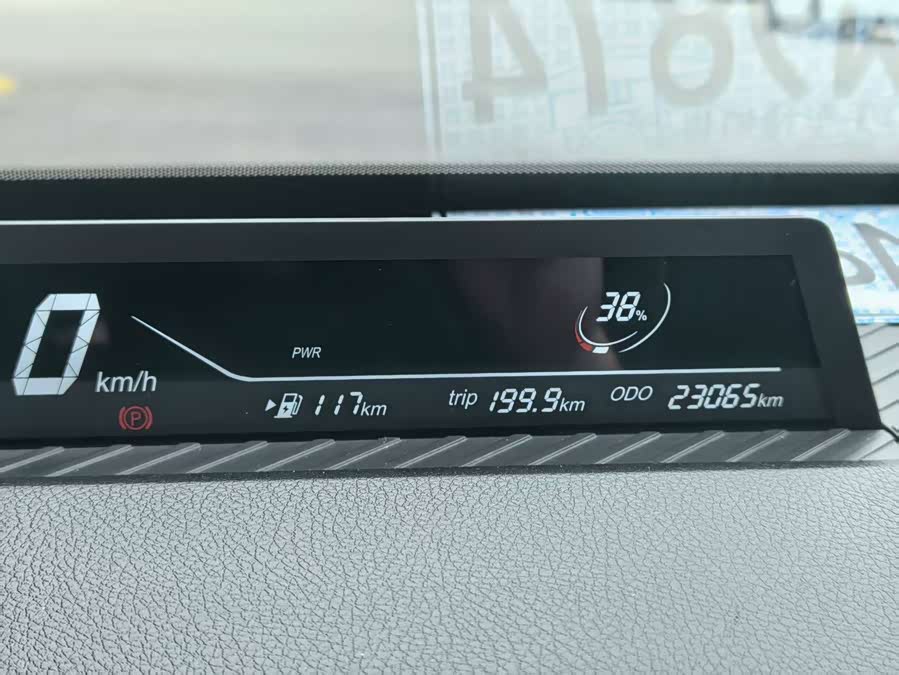 0 km/h
PWR
38%
P
117km
trip 199.9km
ODO 23065km